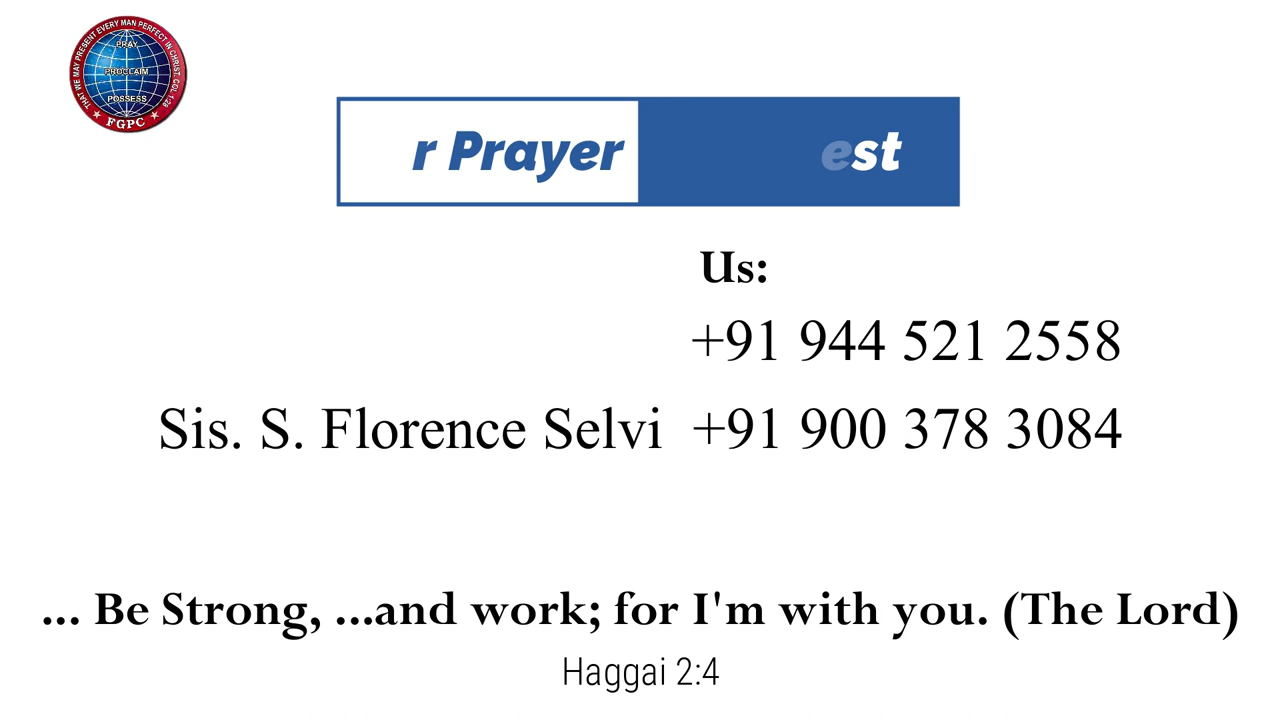 THAT WE MAY PRESENT EVERY MAN PERFECT IN CHRIST. COL 1:28
PRAY
PROCLAIM
POSSESS
FGPC
r Prayer est
Us:
+91 944 521 2558
Sis. S. Florence Selvi +91 900 378 3084
... Be Strong, ...and work; for I'm with you. (The Lord)
Haggai 2:4